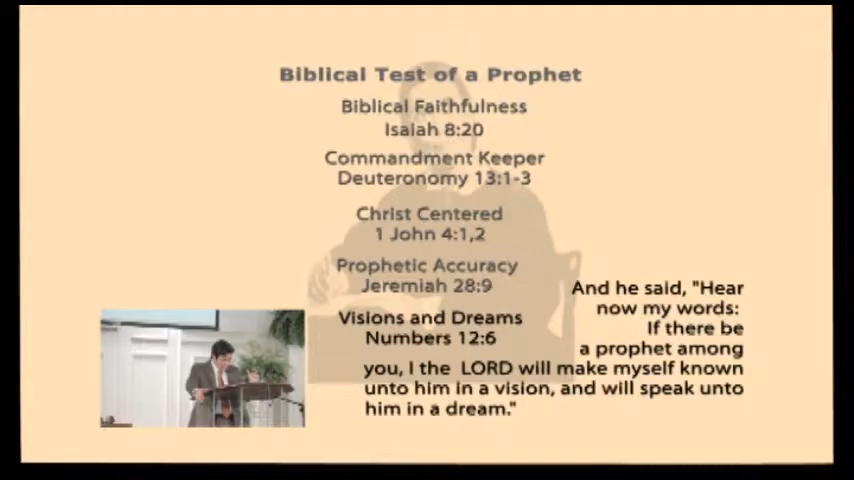 Biblical Test of a Prophet
Biblical Faithfulness
Isaiah 8:20
Commandment Keeper
Deuteronomy 13:1-3
Christ Centered
1 John 4:1,2
Prophetic Accuracy
Jeremiah 28:9
Visions and Dreams
Numbers 12:6
And he said, "Hear
now my words:
If there be
a prophet among
you, I the LORD will make myself known
unto him in a vision, and will speak unto
him in a dream."